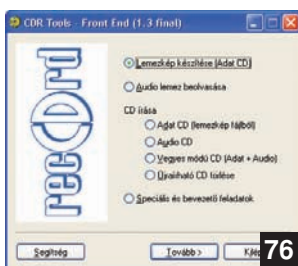 CDR Tools - Front End (1.3 final)
recORd
Lemezkép készítése (Adat CD)
Audio lemez beolvasása
CD írása
Adat CD (lemezkép fájlból)
Audio CD
Vegyes módú CD (Adat + Audio)
Újraírható CD törlése
Speciális és bevezető feladatok
Segítség
Tovább >
76